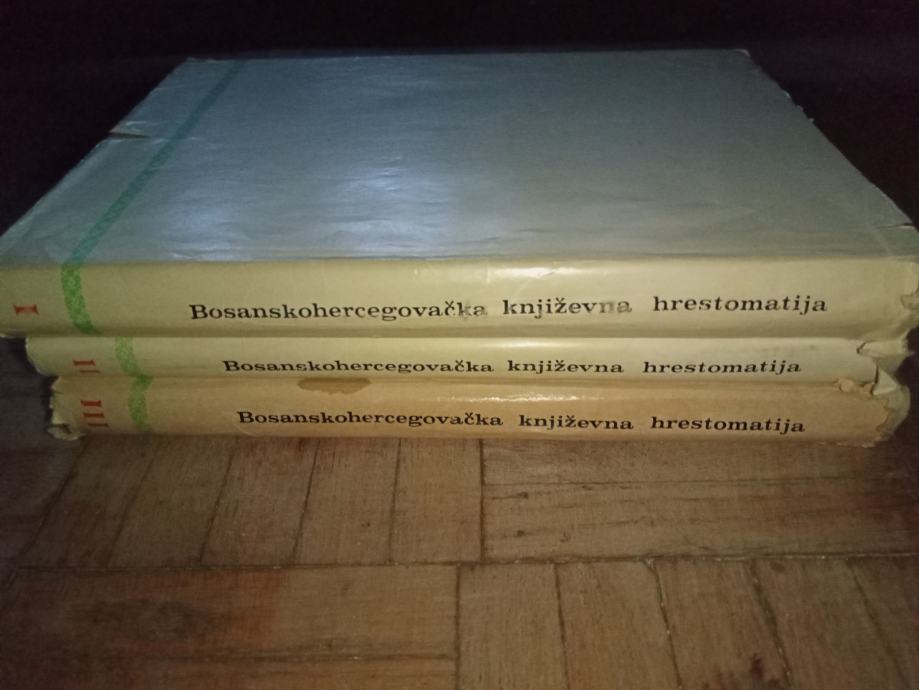 I Bosanskohercegovačka književna hrestomatija
II Bosanskohercegovačka književna hrestomatija
III Bosanskohercegovačka književna hrestomatija